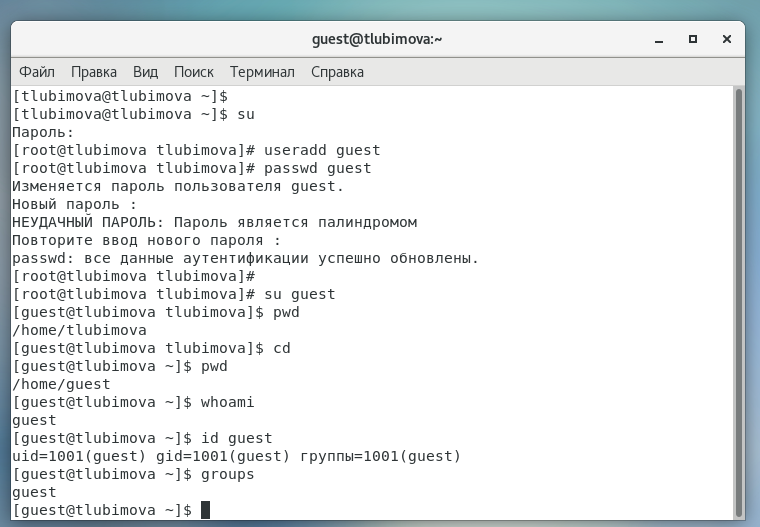 guest@tlubimova:~
Файл Правка Вид Поиск Терминал Справка
[tlubimova@tlubimova ~]$
[tlubimova@tlubimova ~]$ su
Пароль:
[root@tlubimova tlubimova]# useradd guest
[root@tlubimova tlubimova]# passwd guest
Изменяется пароль пользователя guest.
Новый пароль :
НЕУДАЧНЫЙ ПАРОЛЬ: Пароль является палиндромом
Повторите ввод нового пароля :
passwd: все данные аутентификации успешно обновлены.
[root@tlubimova tlubimova]#
[root@tlubimova tlubimova]# su guest
[guest@tlubimova tlubimova]$ pwd
/home/tlubimova
[guest@tlubimova tlubimova]$ cd
[guest@tlubimova ~]$ pwd
/home/guest
[guest@tlubimova ~]$ whoami
guest
[guest@tlubimova ~]$ id guest
uid=1001(guest) gid=1001(guest) группы=1001(guest)
[guest@tlubimova ~]$ groups
guest
[guest@tlubimova ~]$